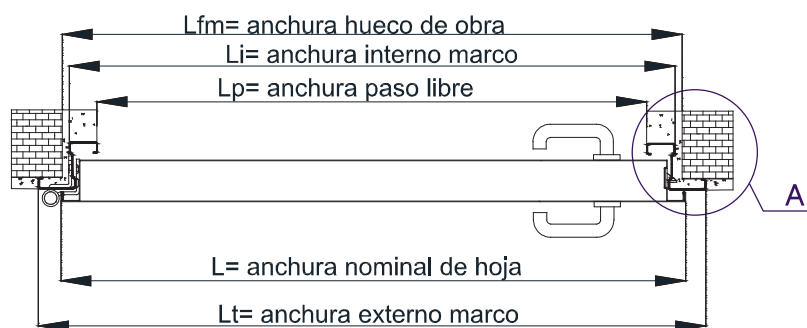 Lfm= anchura hueco de obra
Li= anchura interno marco
Lp= anchura paso libre
A
L= anchura nominal de hoja
Lt= anchura externo marco